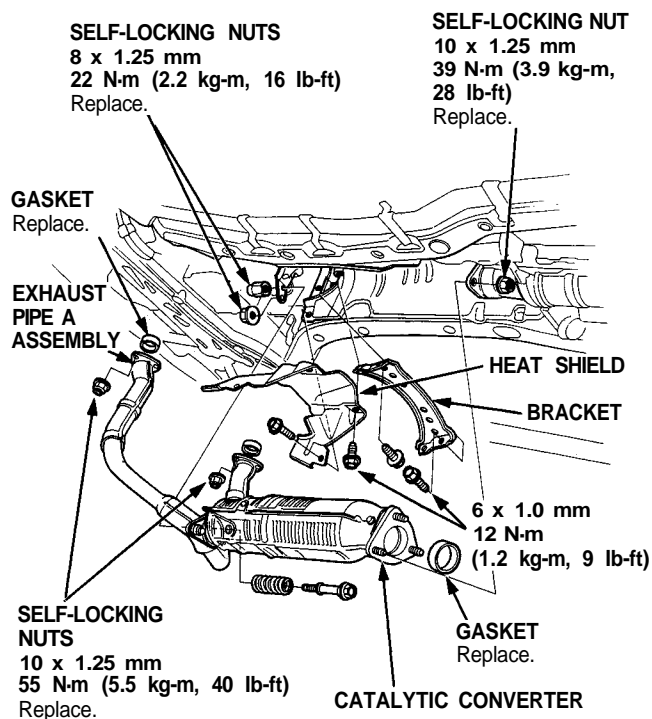 SELF-LOCKING NUTS
8 x 1.25 mm
22 N·m (2.2 kg-m, 16 lb-ft)
Replace.
SELF-LOCKING NUT
10 x 1.25 mm
39 N·m (3.9 kg-m,
28 lb-ft)
Replace.
GASKET
Replace.
EXHAUST
PIPE A
ASSEMBLY
HEAT SHIELD
BRACKET
6 x 1.0 mm
12 N·m
(1.2 kg-m, 9 lb-ft)
SELF-LOCKING
NUTS
10 x 1.25 mm
55 N·m (5.5 kg-m, 40 lb-ft)
Replace.
GASKET
Replace.
CATALYTIC CONVERTER